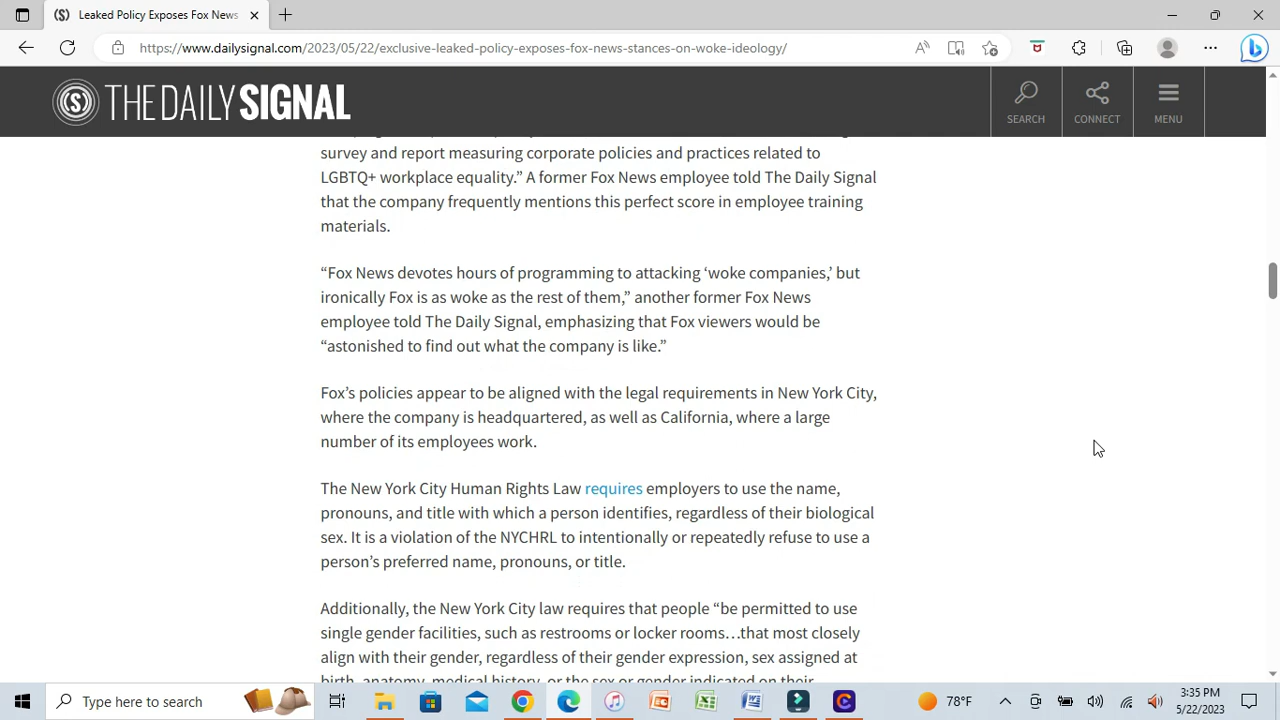 Leaked Policy Exposes Fox News
https://www.dailysignal.com/2023/05/22/exclusive-leaked-policy-exposes-fox-news-stances-on-woke-ideology/
THE DAILY SIGNAL
SEARCH
CONNECT
MENU
survey and report measuring corporate policies and practices related to
LGBTQ+ workplace equality.” A former Fox News employee told The Daily Signal
that the company frequently mentions this perfect score in employee training
materials.
“Fox News devotes hours of programming to attacking ‘woke companies,’ but
ironically Fox is as woke as the rest of them,” another former Fox News
employee told The Daily Signal, emphasizing that Fox viewers would be
“astonished to find out what the company is like.”
Fox’s policies appear to be aligned with the legal requirements in New York City,
where the company is headquartered, as well as California, where a large
number of its employees work.
The New York City Human Rights Law requires employers to use the name,
pronouns, and title with which a person identifies, regardless of their biological
sex. It is a violation of the NYCHRL to intentionally or repeatedly refuse to use a
person’s preferred name, pronouns, or title.
Additionally, the New York City law requires that people “be permitted to use
single gender facilities, such as restrooms or locker rooms…that most closely
align with their gender, regardless of their gender expression, sex assigned at
birth, anatomy, medical history, or the sex or gender indicated on their
Type here to search
78°F
3:35 PM
5/22/2023